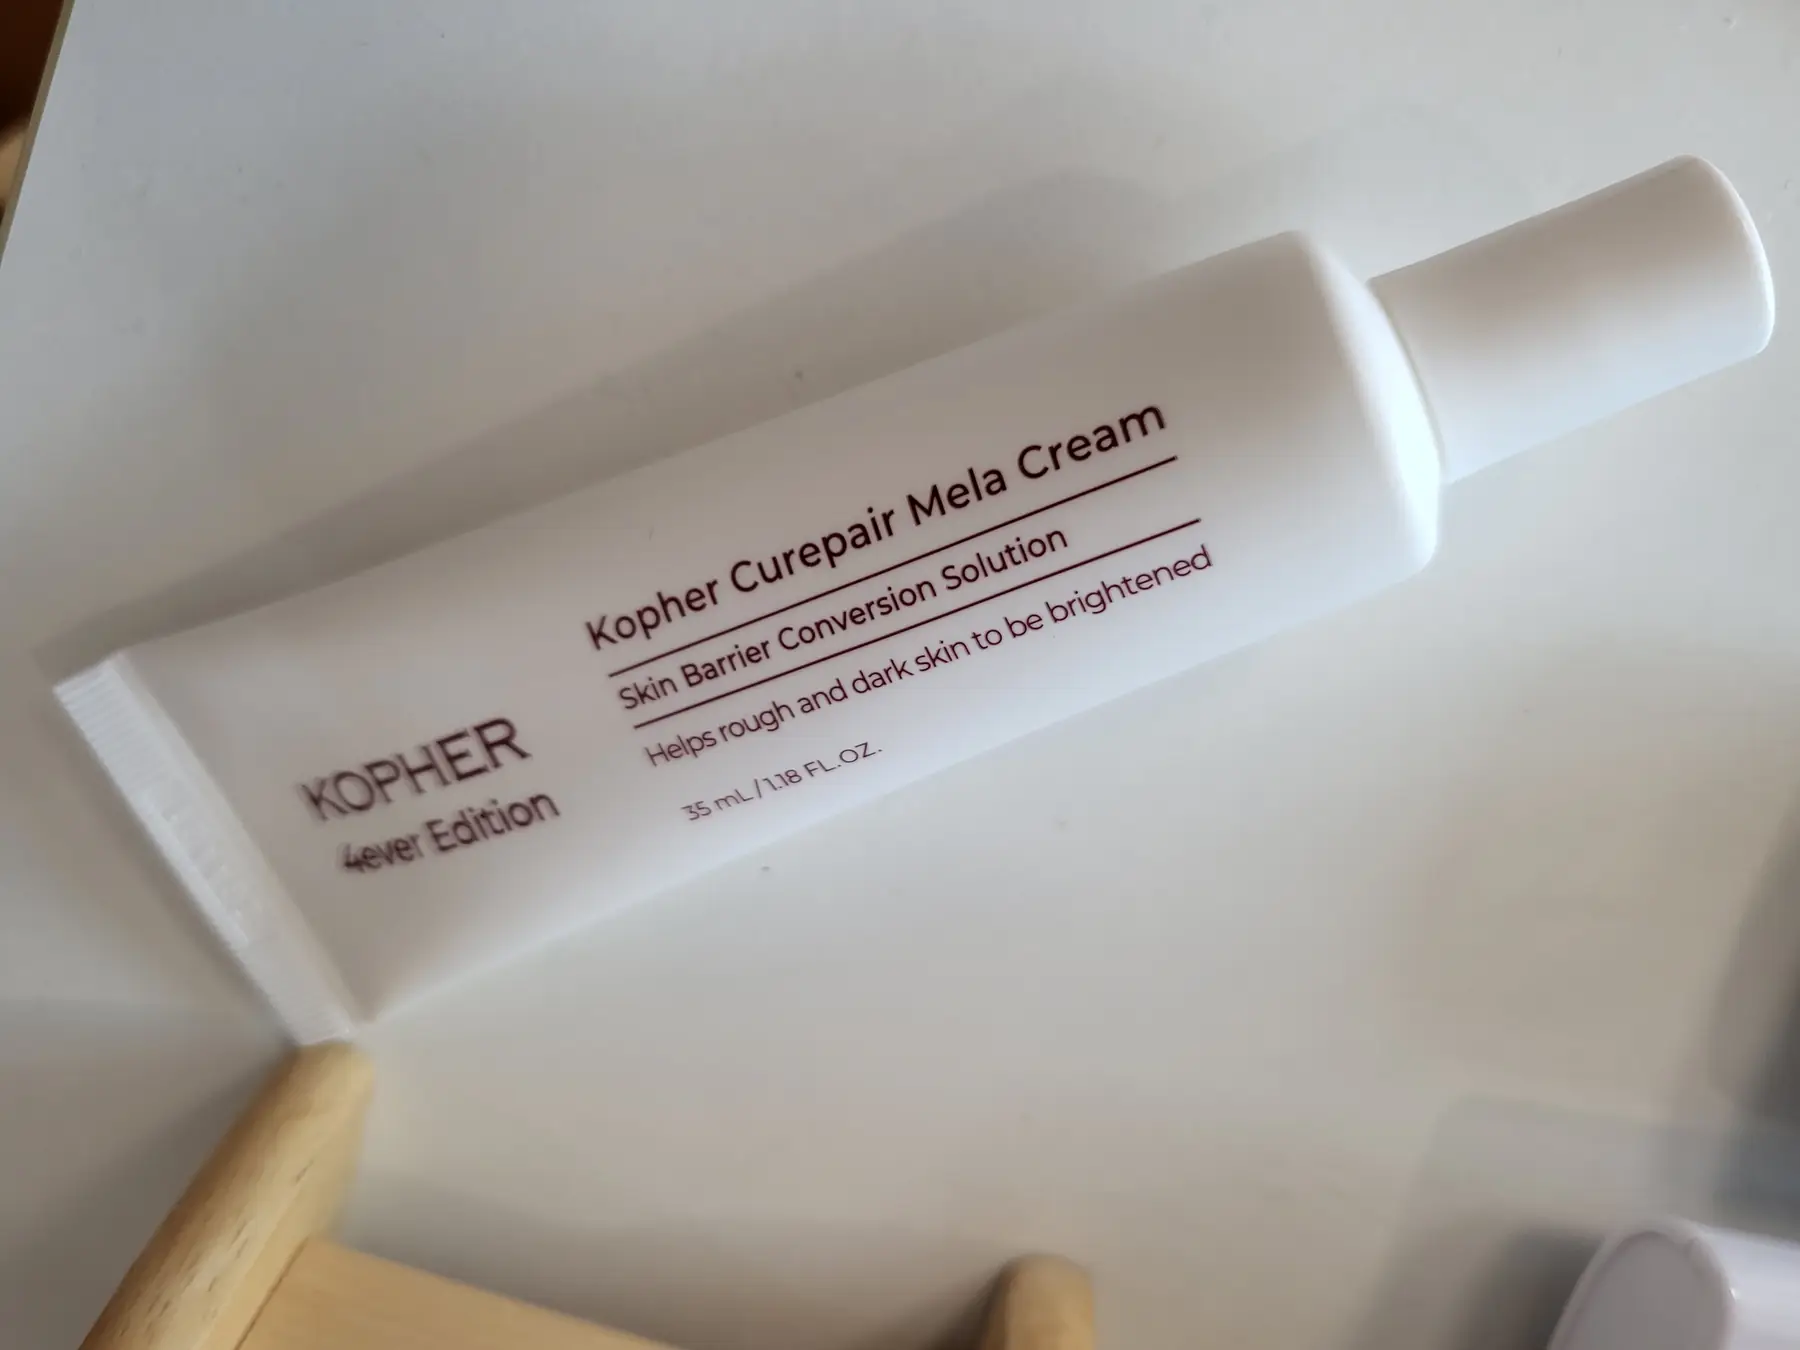 Kopher Curepair Mela Cream
Skin Barrier Conversion Solution
Helps rough and dark skin to be brightened
35 mL / 1.18 FL.OZ.
KOPHER
4ever Edition